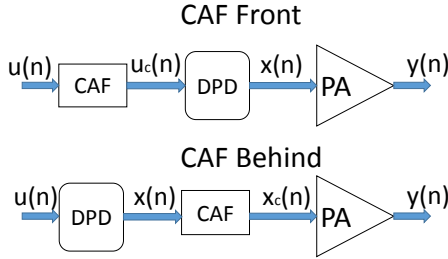 CAF Front
u(n) CAF uc(n) DPD x(n) PA y(n)
CAF Behind
u(n) DPD x(n) CAF xc(n) PA y(n)